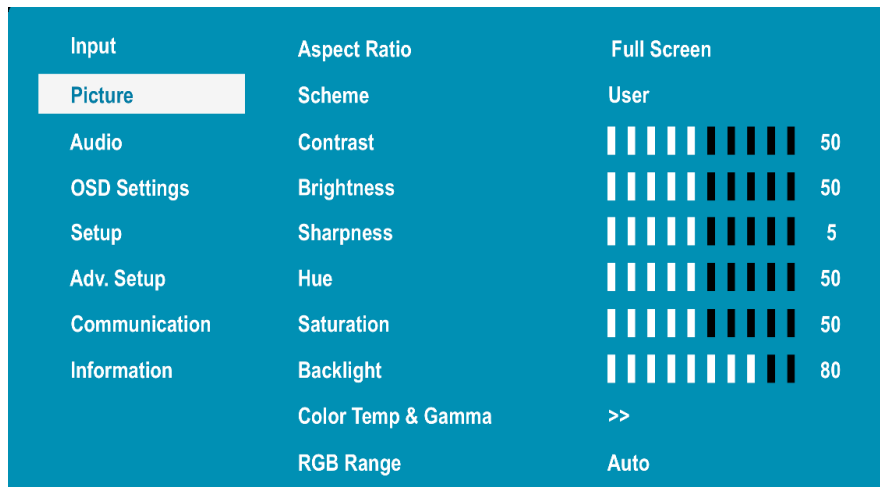 Input Aspect Ratio Full Screen
Picture Scheme User
Audio Contrast 50
OSD Settings Brightness 50
Setup Sharpness 5
Adv. Setup Hue 50
Communication Saturation 50
Information Backlight 80
Color Temp & Gamma >>
RGB Range Auto